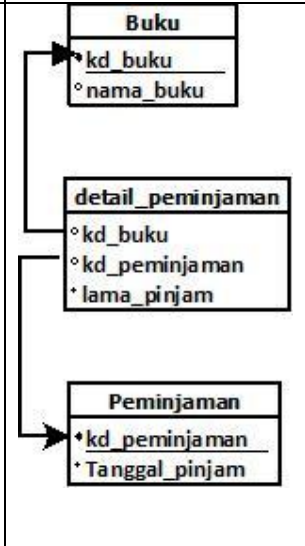 Buku
kd_buku
nama_buku
detail_peminjaman
kd_buku
kd_peminjaman
lama_pinjam
Peminjaman
kd_peminjaman
Tanggal_pinjam